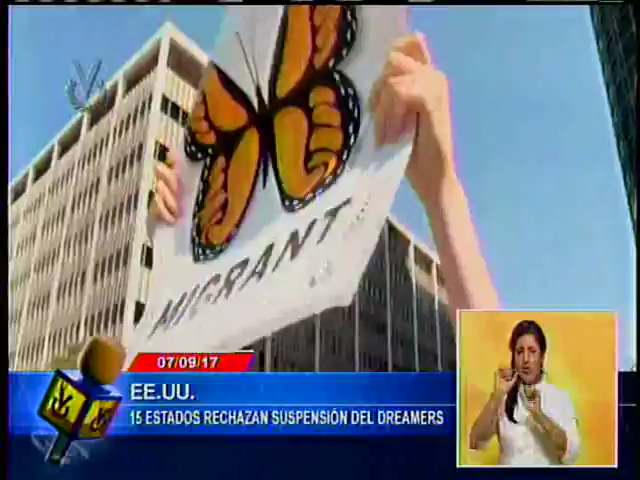 MIGRANT
07/09/17
EE.UU.
15 ESTADOS RECHAZAN SUSPENSIÓN DEL DREAMERS